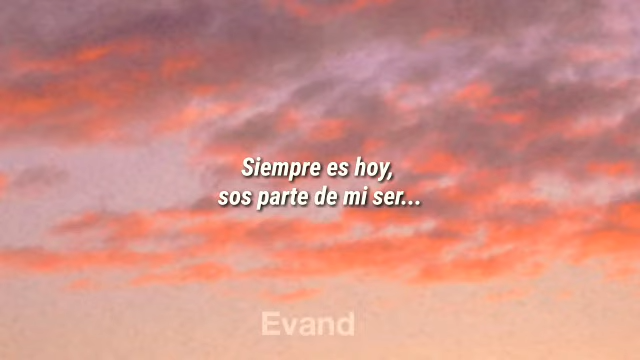 Siempre es hoy,
sos parte de mi ser...
Evand